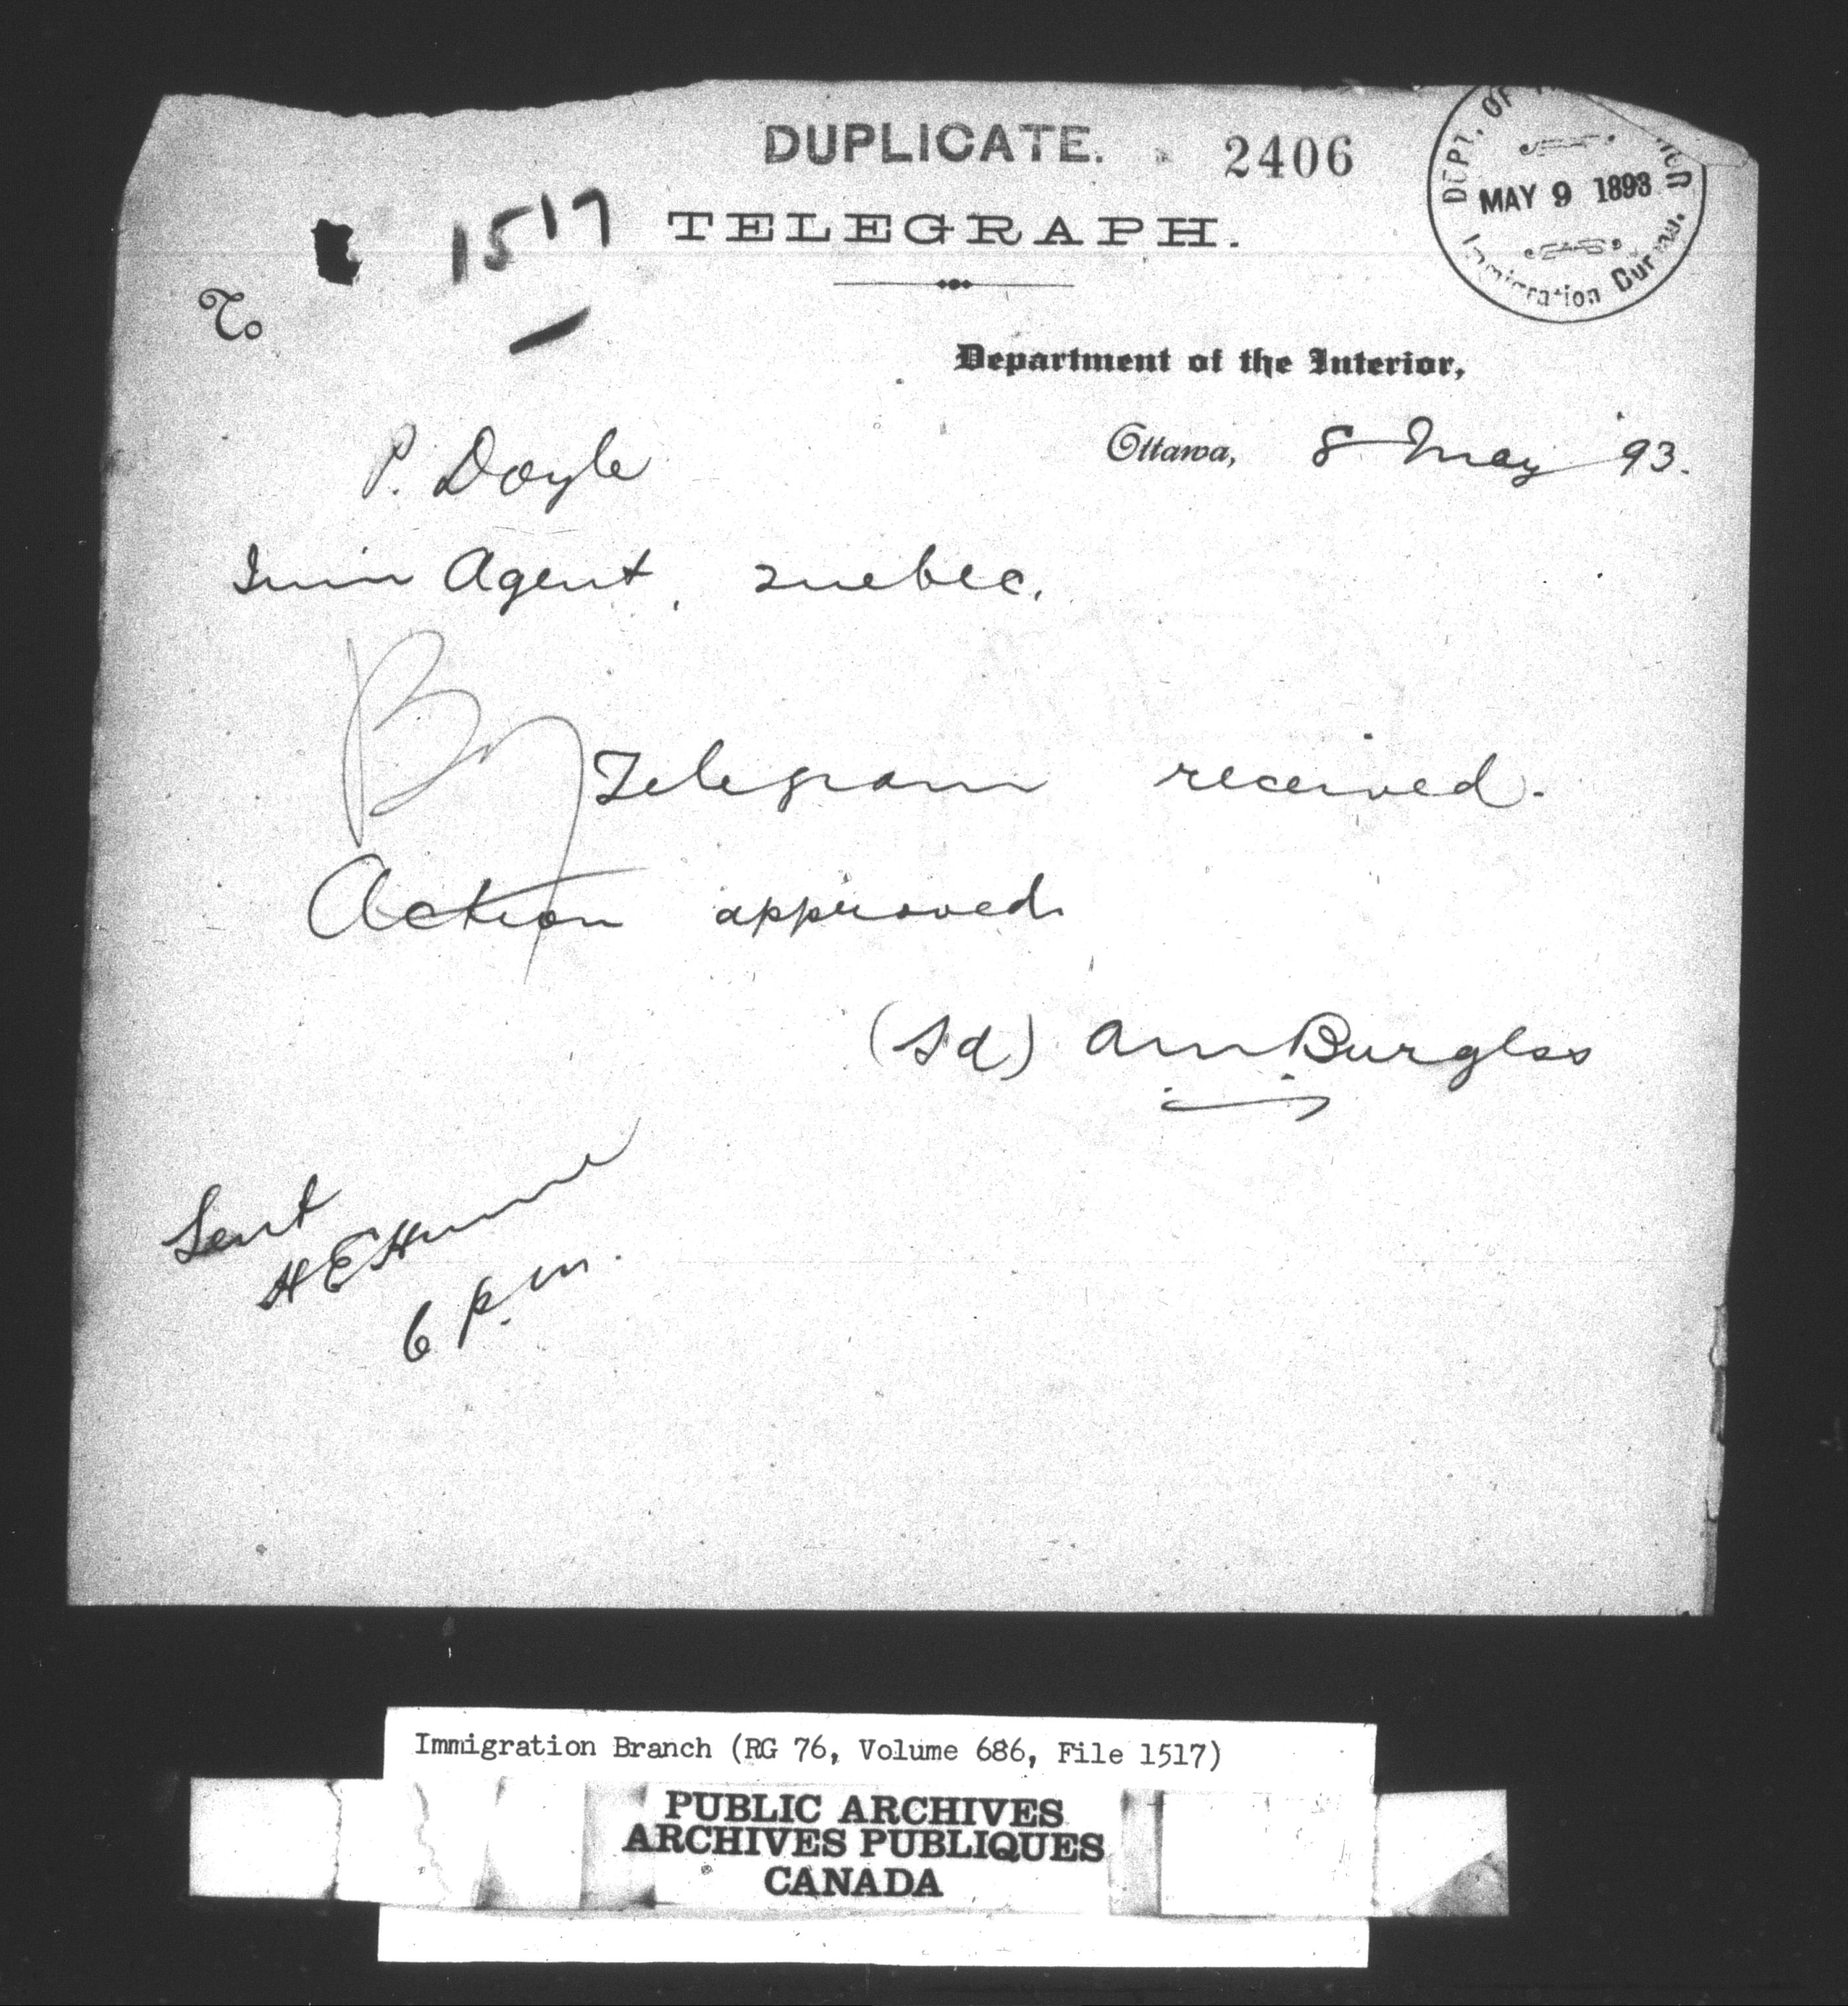 DUPLICATE. 2406
DEPT. OF
MAY 9 1893
Immigration
1517
TELEGRAPH.
To
Department of the Interior,
Ottawa, 8 May 93.
P. Doyle
Imm Agent, Quebec.
Telegram received.
Action approved.
(Sd) AM Burgess
Sent
H E Hume
6 p.m.
Immigration Branch (RG 76, Volume 686, File 1517)
PUBLIC ARCHIVES
ARCHIVES PUBLIQUES
CANADA